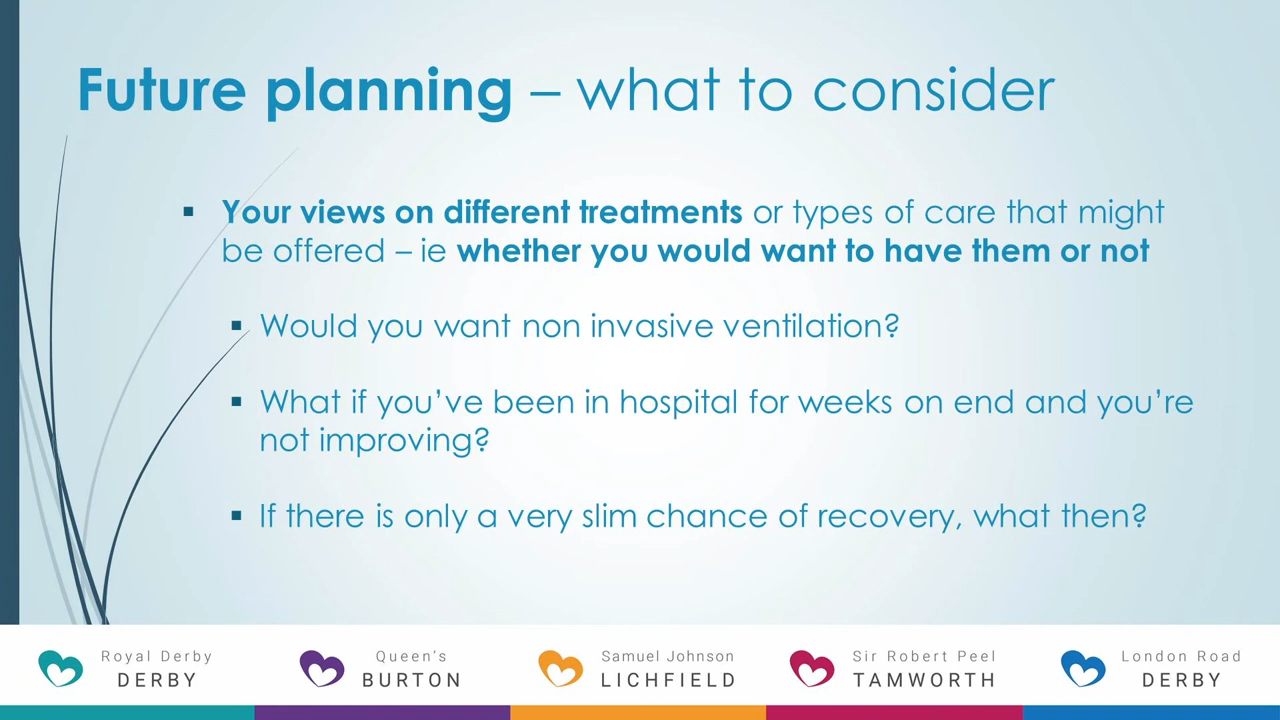 Future planning – what to consider
▪ Your views on different treatments or types of care that might
be offered – ie whether you would want to have them or not
▪ Would you want non invasive ventilation?
▪ What if you’ve been in hospital for weeks on end and you’re
not improving?
▪ If there is only a very slim chance of recovery, what then?
Royal Derby
DERBY
Queen’s
BURTON
Samuel Johnson
LICHFIELD
Sir Robert Peel
TAMWORTH
London Road
DERBY